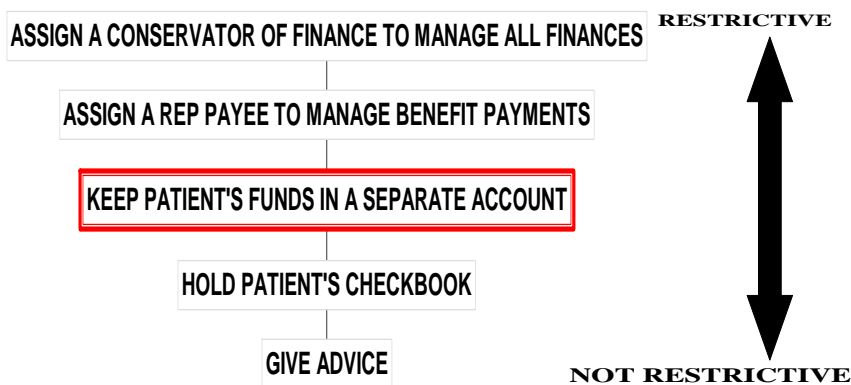 ASSIGN A CONSERVATOR OF FINANCE TO MANAGE ALL FINANCES
RESTRICTIVE
ASSIGN A REP PAYEE TO MANAGE BENEFIT PAYMENTS
KEEP PATIENT'S FUNDS IN A SEPARATE ACCOUNT
HOLD PATIENT'S CHECKBOOK
GIVE ADVICE
NOT RESTRICTIVE